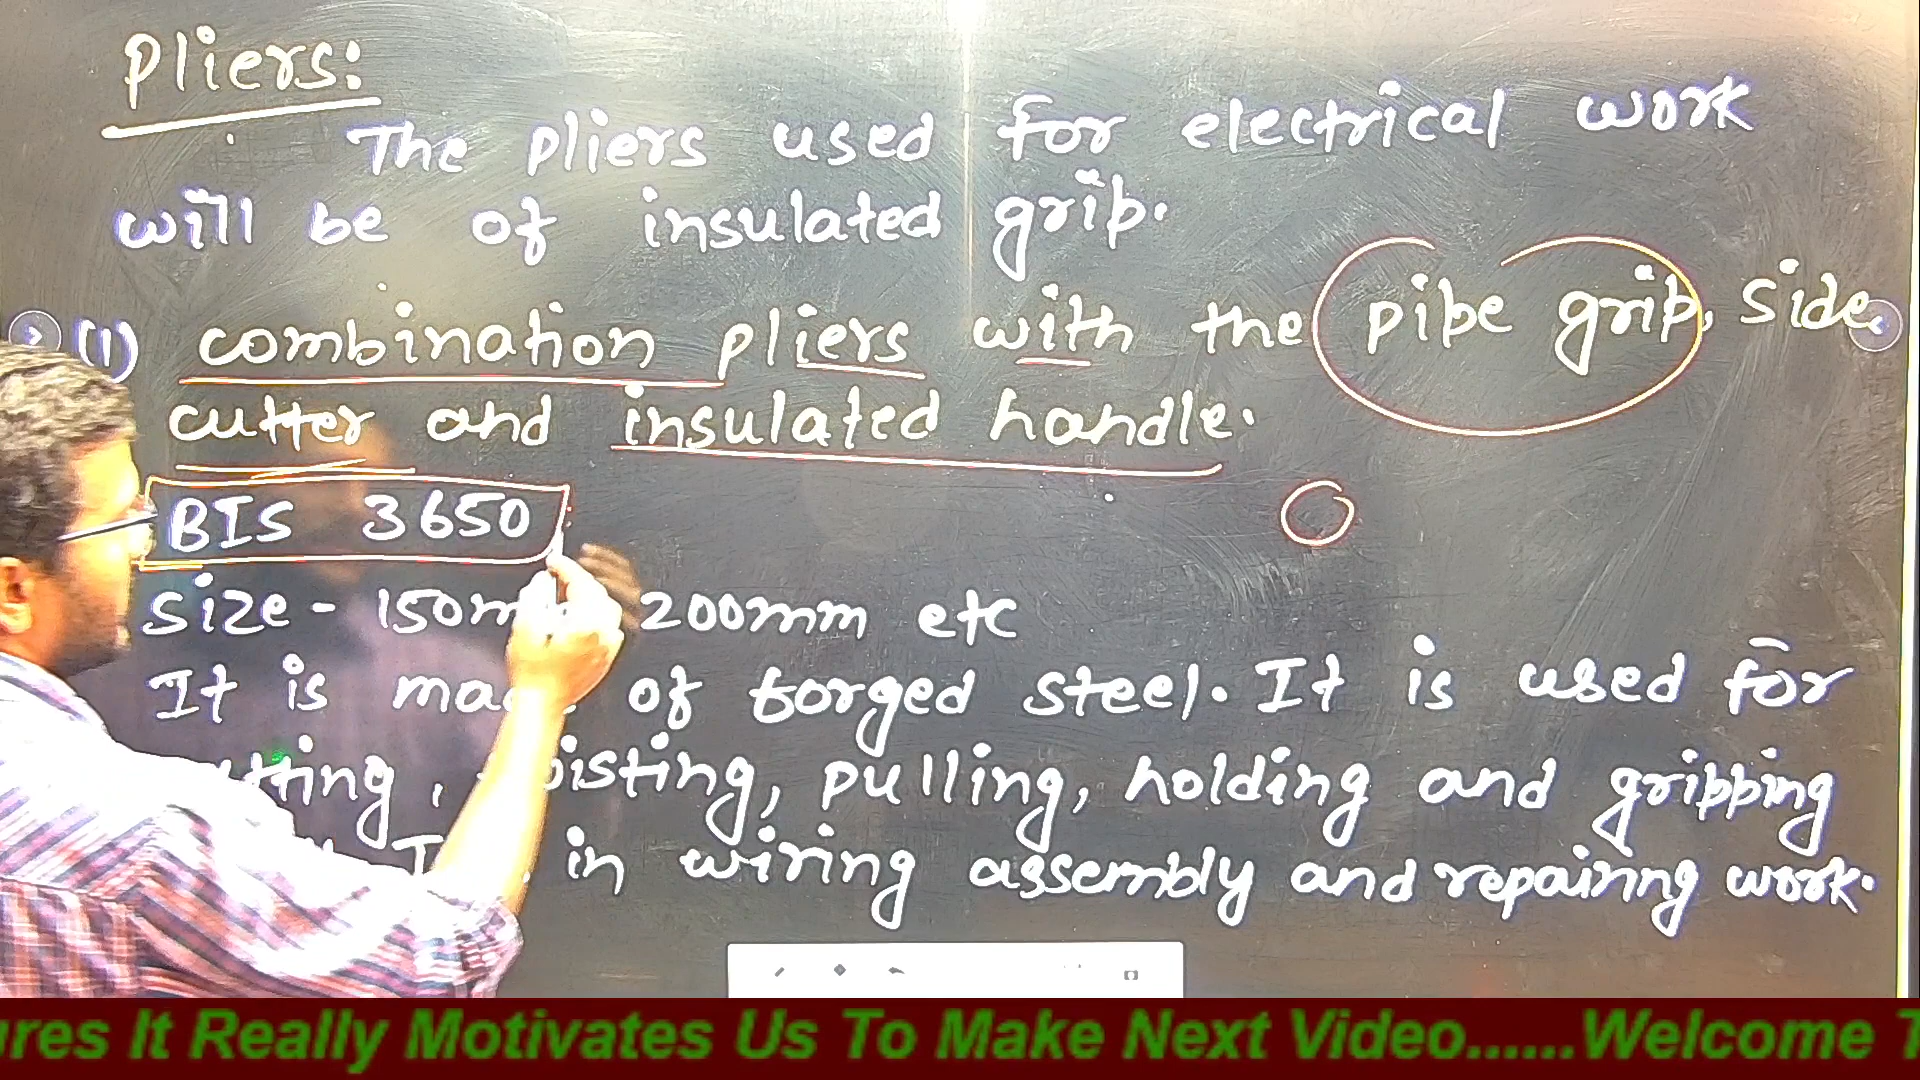 Pliers:
The pliers used for electrical work
will be of insulated grip.
(1) combination pliers with the pipe grip, side
cutter and insulated handle.
BIS 3650
Size - 150m 200mm etc
It is of forged steel. It is used for
pulling, holding and gripping
in wiring assembly and repairing work.
ures It Really Motivates Us To Make Next Video......Welcome T